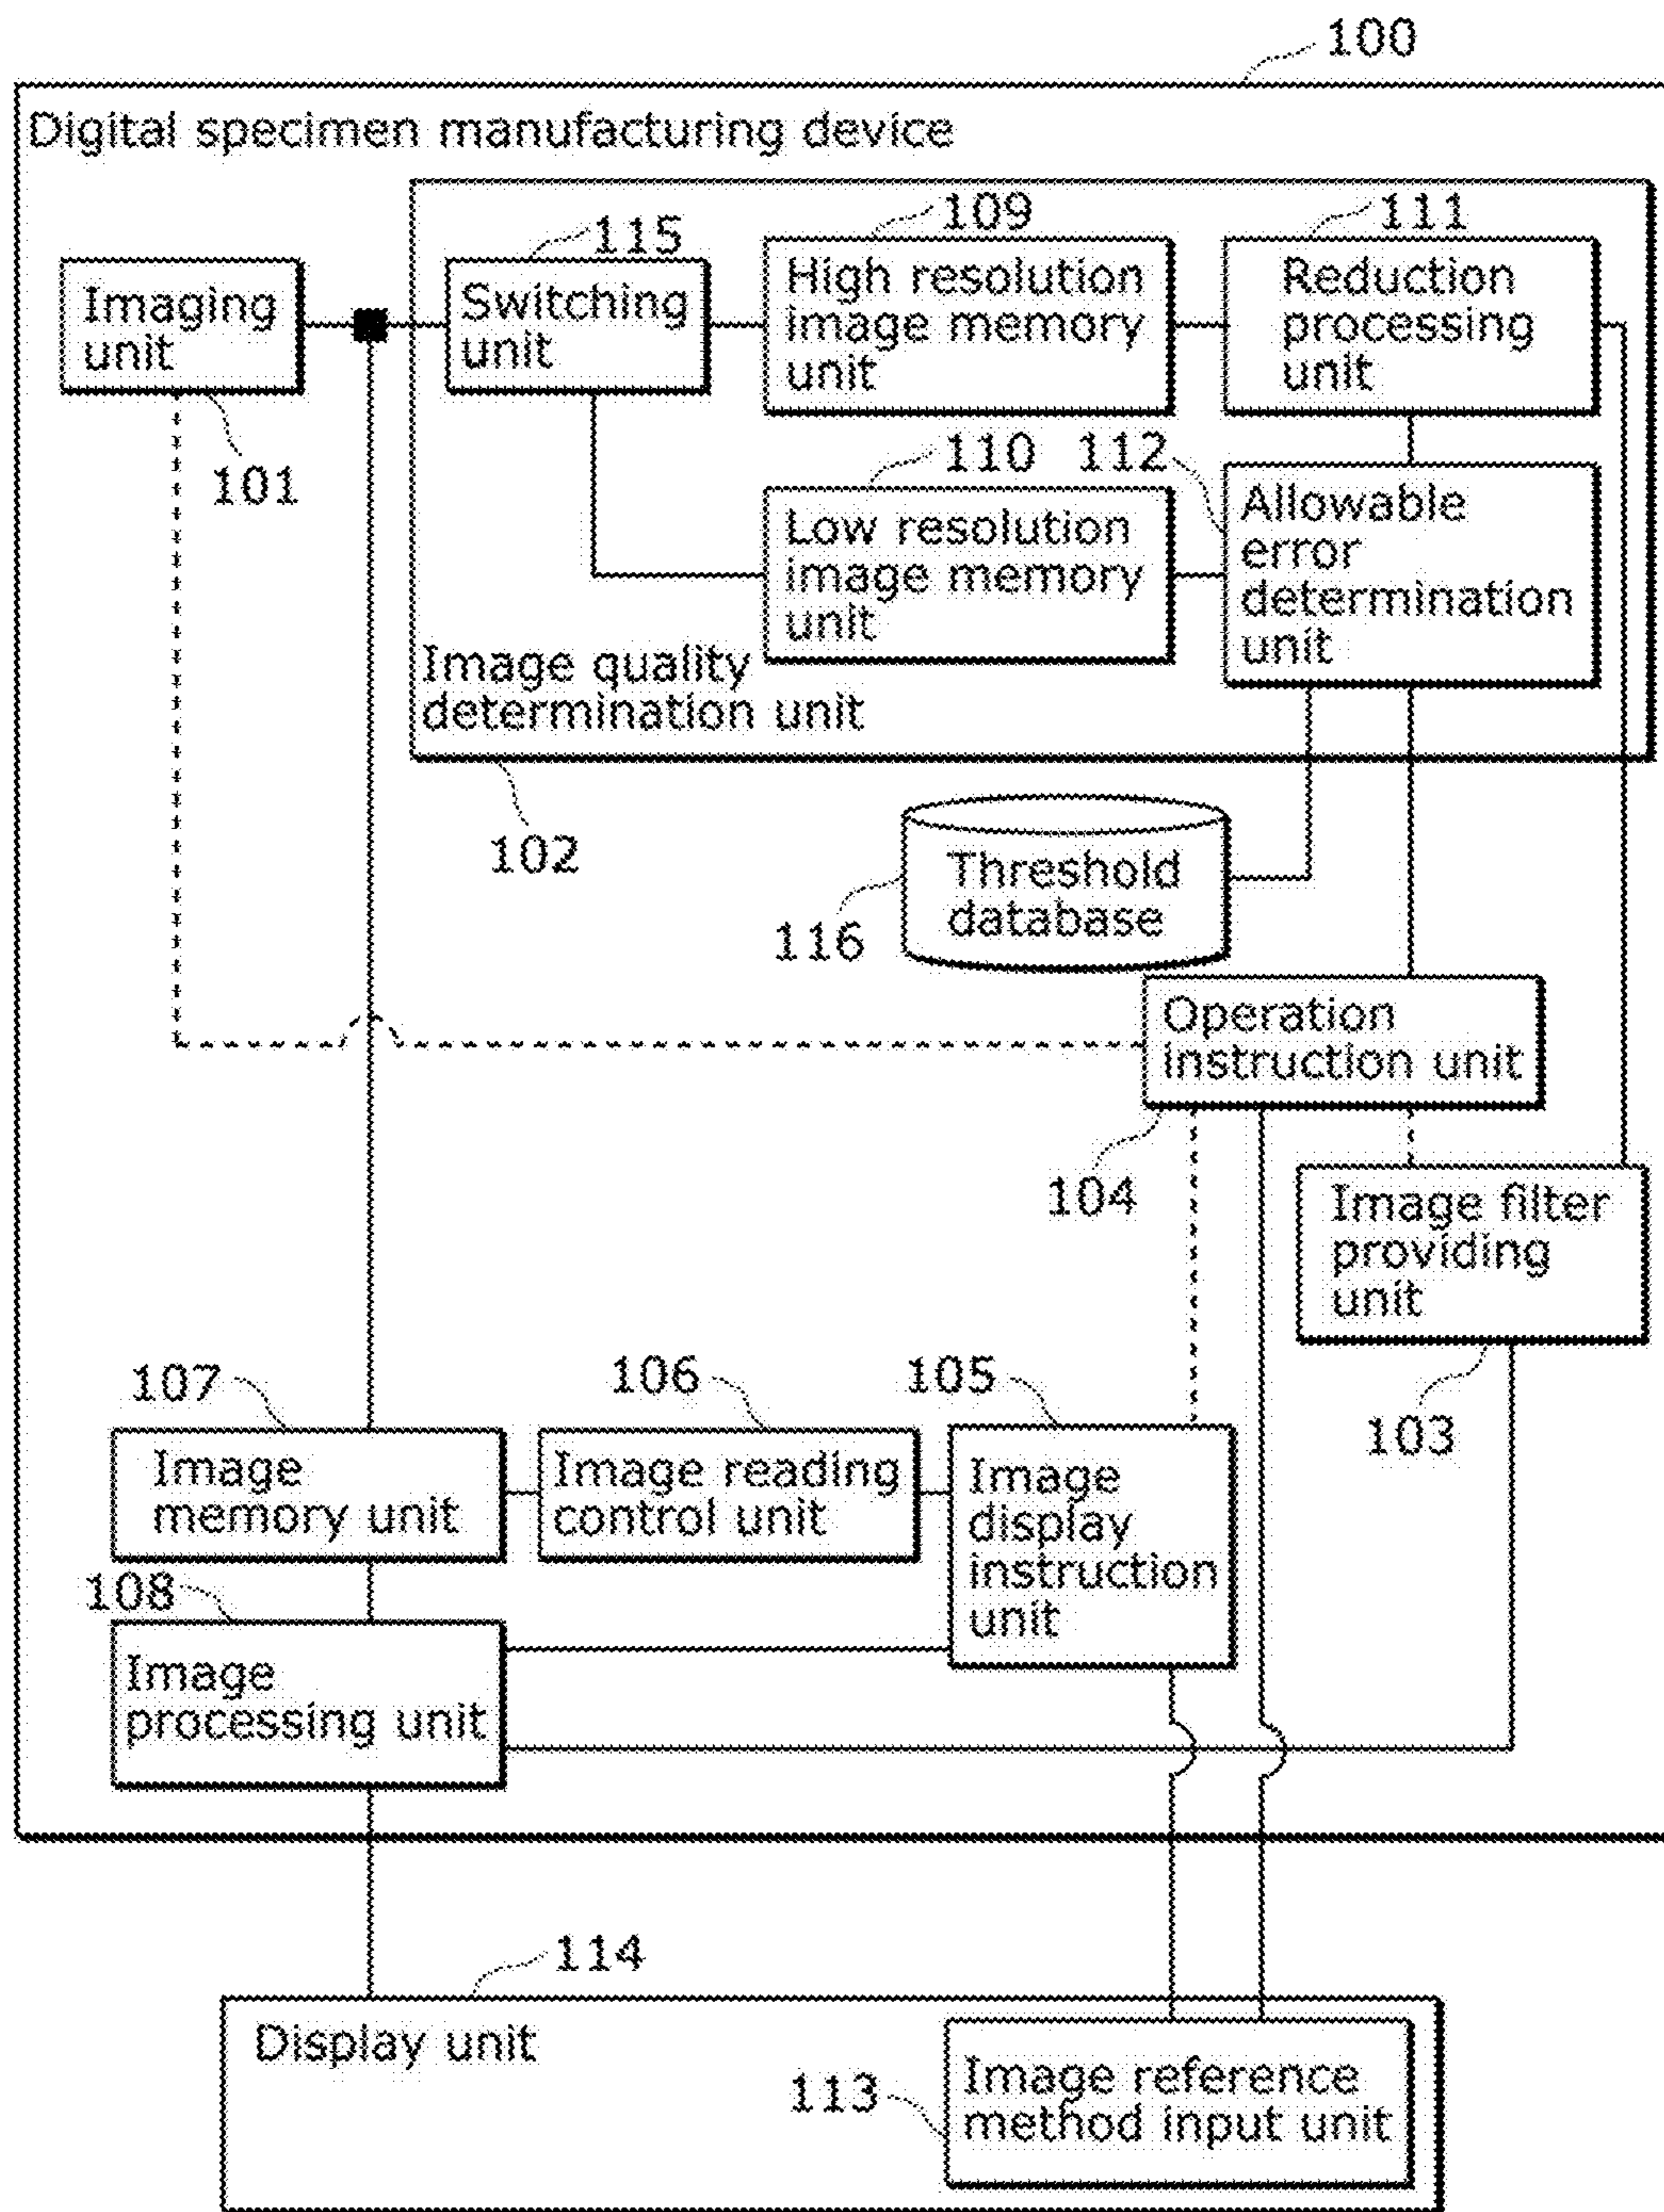 100
Digital specimen manufacturing device
115
109
111
Imaging
unit
Switching
unit
High resolution
image memory
unit
Reduction
processing
unit
101
110
112
Low resolution
image memory
unit
Allowable
error
determination
unit
Image quality
determination unit
102
Threshold
database
116
Operation
instruction unit
104
Image filter
providing
unit
103
107
106
105
Image
memory unit
Image reading
control unit
Image
display
instruction
unit
108
Image
processing unit
114
Display unit
113
Image reference
method input unit